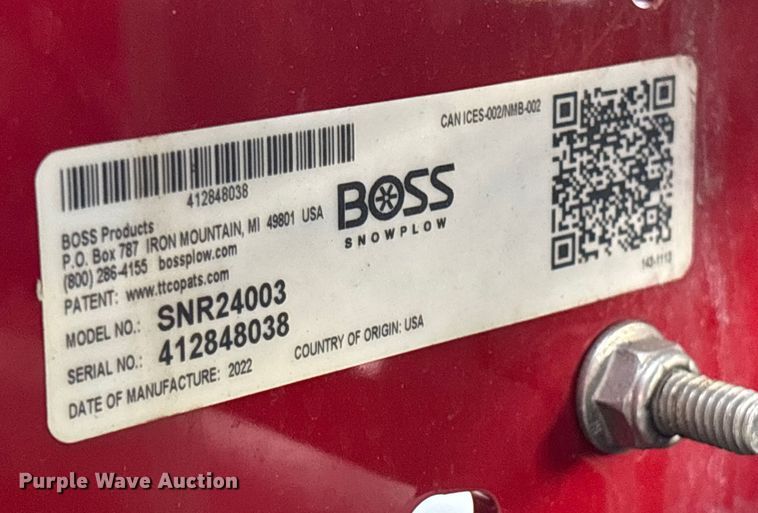 CAN ICES-002/NMB-002
412848038
BOSS Products
P.O. Box 787 IRON MOUNTAIN, MI 49801 USA
(800) 286-4155 bossplow.com
PATENT: www.ttcopats.com
BOSS
SNOWPLOW
143-1113
MODEL NO.: SNR24003
SERIAL NO.: 412848038
DATE OF MANUFACTURE: 2022
COUNTRY OF ORIGIN: USA
Purple Wave Auction